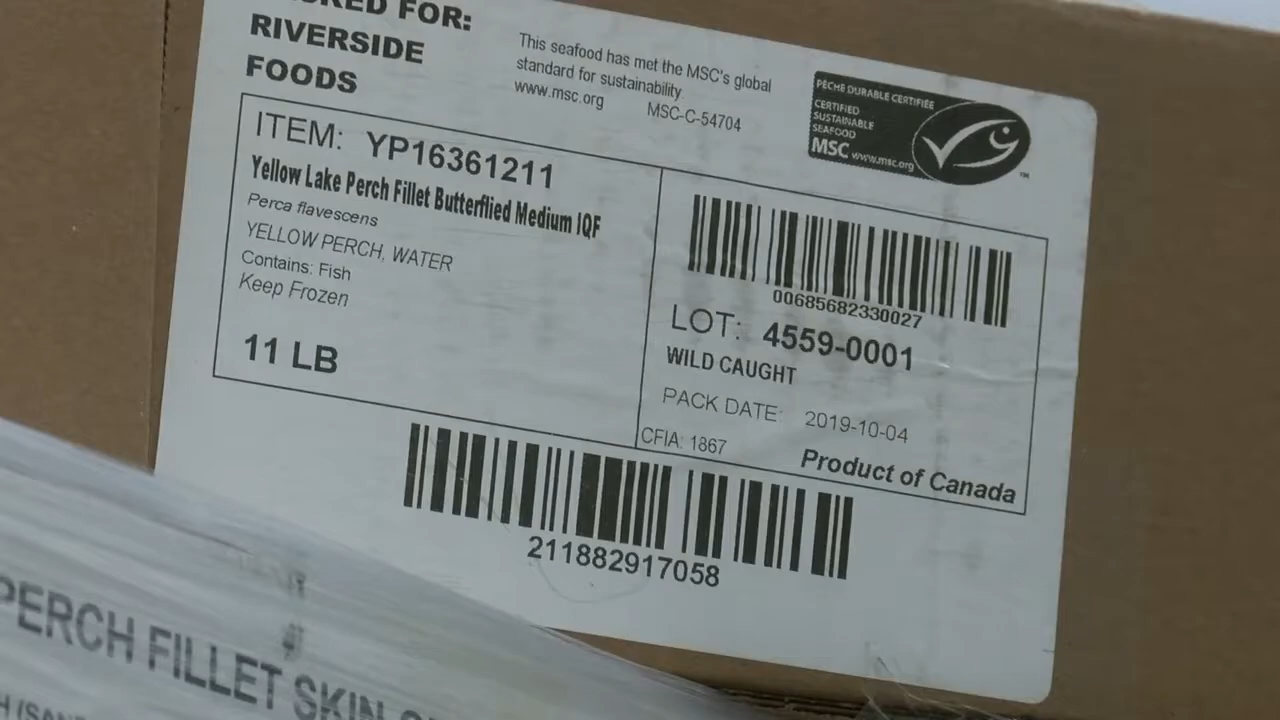 FOR:
RIVERSIDE
FOODS
This seafood has met the MSC's global
standard for sustainability.
www.msc.org MSC-C-54704
PÊCHE DURABLE CERTIFIÉE
CERTIFIED
SUSTAINABLE
SEAFOOD
MSC www.msc.org
TM
ITEM: YP16361211
Yellow Lake Perch Fillet Butterflied Medium IQF
Perca flavescens
YELLOW PERCH, WATER
Contains: Fish
Keep Frozen
11 LB
00685682330027
LOT: 4559-0001
WILD CAUGHT
PACK DATE: 2019-10-04
CFIA: 1867
Product of Canada
211882917058
PERCH FILLET SKIN